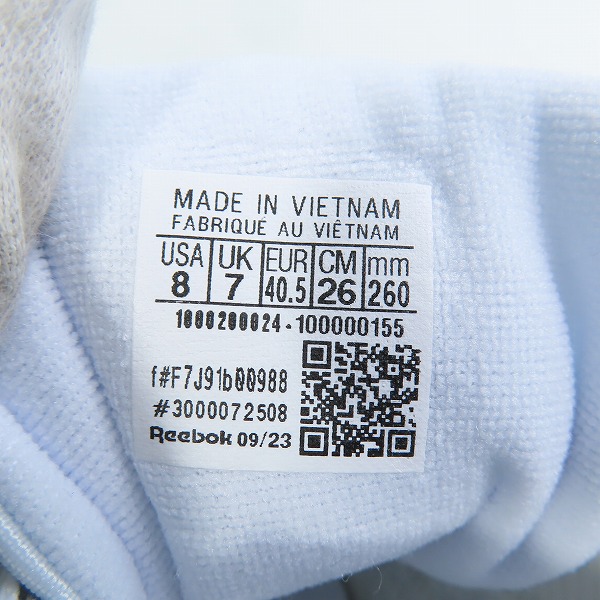 MADE IN VIETNAM
FABRIQUÉ AU VIÊTNAM
USA UK EUR CM mm
8 7 40.5 26 260
1000200024-100000155
f#F7J91b00988
#3000072508
Reebok 09/23